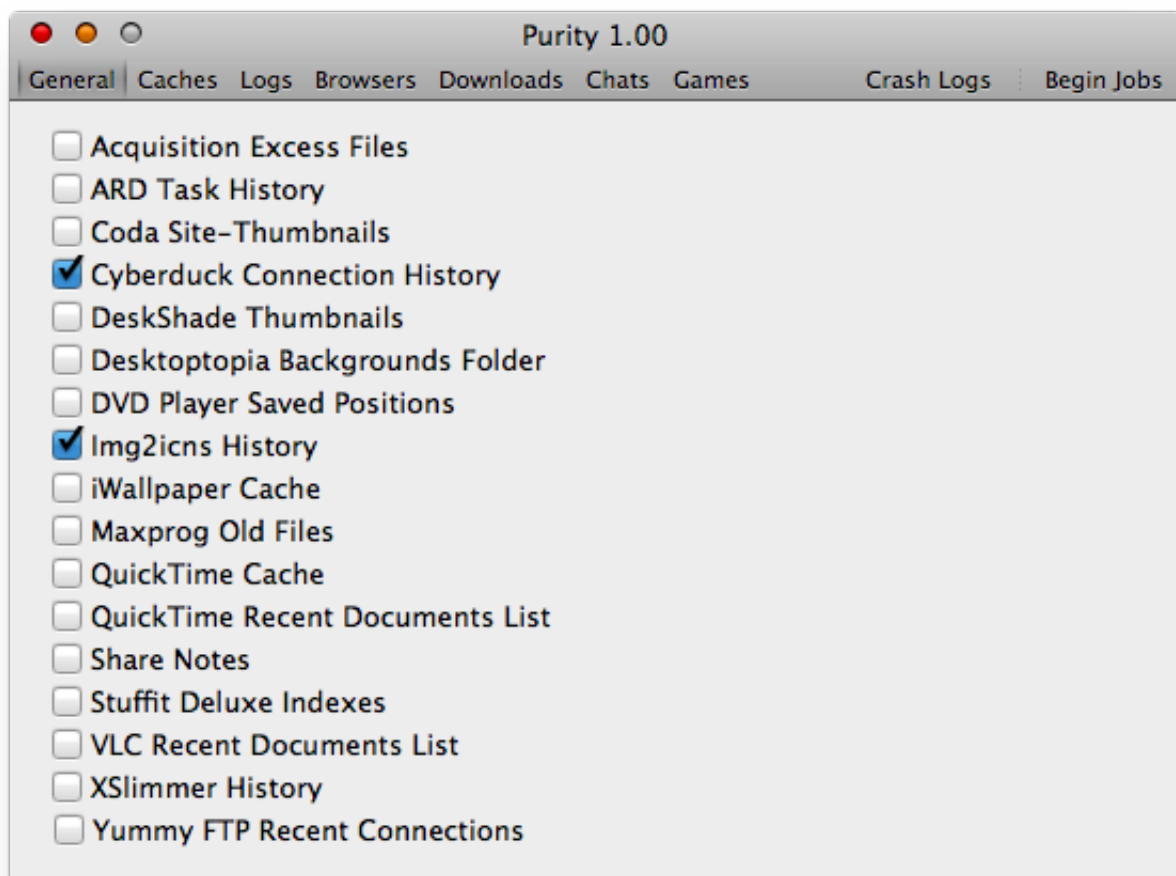 Purity 1.00
General Caches Logs Browsers Downloads Chats Games Crash Logs Begin Jobs
Acquisition Excess Files
ARD Task History
Coda Site-Thumbnails
Cyberduck Connection History
DeskShade Thumbnails
Desktoptopia Backgrounds Folder
DVD Player Saved Positions
Img2icns History
iWallpaper Cache
Maxprog Old Files
QuickTime Cache
QuickTime Recent Documents List
Share Notes
Stuffit Deluxe Indexes
VLC Recent Documents List
XSlimmer History
Yummy FTP Recent Connections